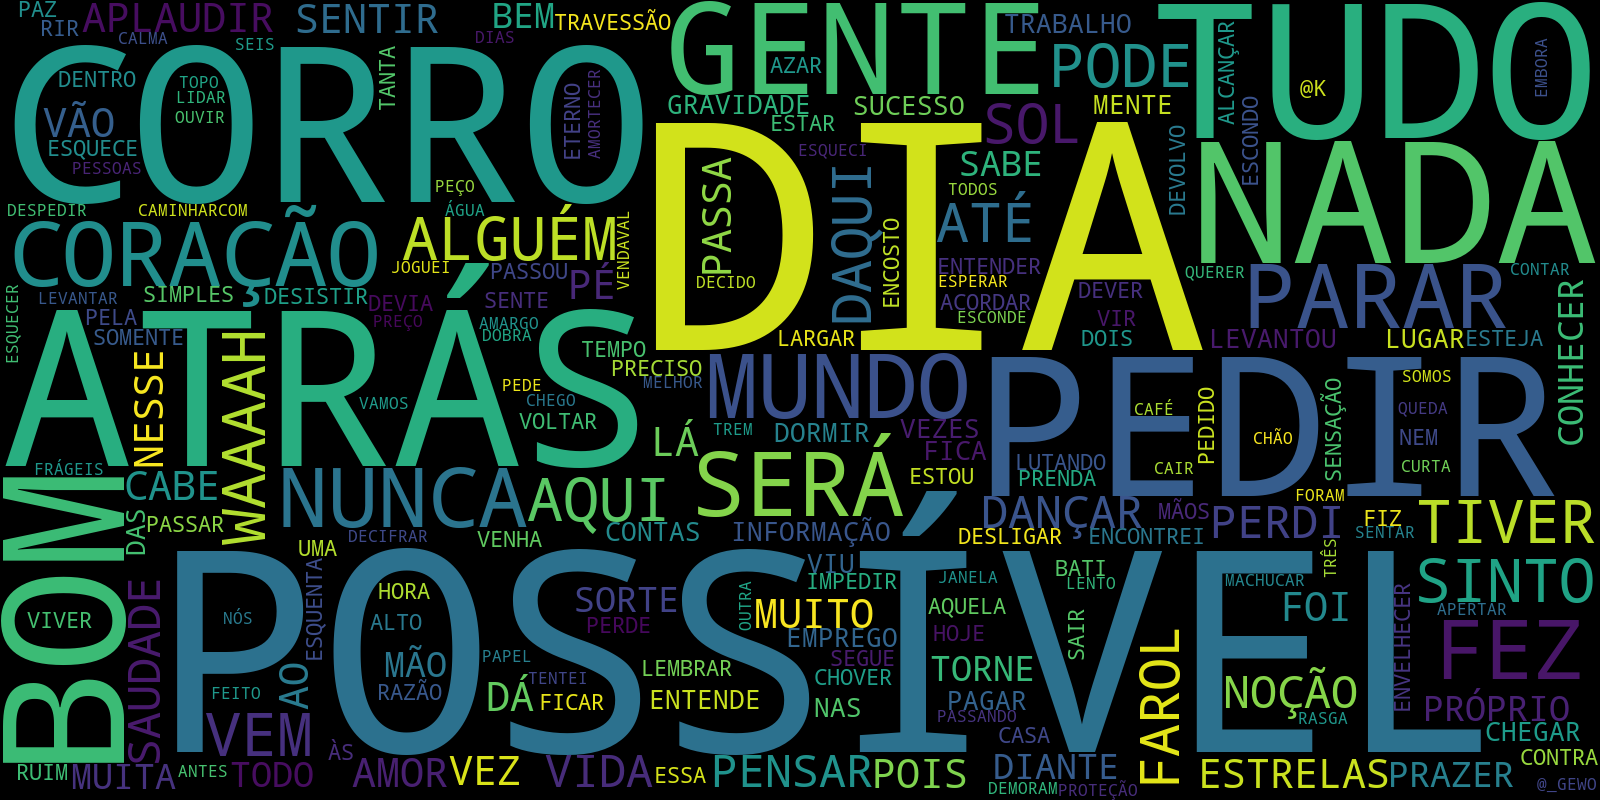 PAZ
APLAUDIR
SENTIR
BEM
TRAVESSÃO
GENTE
TRABALHO
TUDO
RIR
CALMA
SEIS
DIAS
CORRO
DENTRO
TOPO
LIDAR
OUVIR
TANTA
ETERNO
AMORTECER
AZAR
PODE
ALCANÇAR
@K
EMBORA
VÃO
ESQUECE
PESSOAS
GRAVIDADE
ESTAR
SUCESSO
SOL
MENTE
ESCONDO
DEVOLVO
DIA
ESQUECI
SABE
TODOS
NADA
PEÇO
ÁGUA
DESPEDIR
CAMINHARCOM
PASSA
DECIDO
DAQUI
ENCOSTO
ATÉ
CORAÇÃO
ALGUÉM
VENDAVAL
JOGUEI
PASSOU
PÉ
ENTENDER
ESPERAR
ACORDAR
ESCONDE
DEVER
VIR
DOIS
QUERER
PARAR
CONTAR
CONHECER
ESQUECER
LEVANTAR
SIMPLES
DESISTIR
DEVIA
PREÇO
SENTE
PELA
SOMENTE
AMARGO
DOBRA
LARGAR
LEVANTOU
LUGAR
ESTEJA
ATRÁS
NESSE
WAAAAH
TEMPO
PRECISO
MELHOR
MUNDO
PEDIR
SOMOS
PEDE
CHEGO
VAMOS
VOLTAR
TREM
DORMIR
VEZES
FICA
CAFÉ
PEDIDO
CHÃO
SENSAÇÃO
QUEDA
NEM
CURTA
LÁ
LUTANDO
PRENDA
CAIR
FRÁGEIS
CABE
NUNCA
AQUI
SERÁ
ESTOU
FORAM
BOM
DAS
PASSAR
CONTAS
INFORMAÇÃO
DANÇAR
MÃOS
PERDI
FIZ
TIVER
DECIFRAR
VENHA
DESLIGAR
ENCONTREI
SENTAR
UMA
POSSÍVEL
ESQUENTA
HORA
VIU
IMPEDIR
JANELA
BATI
LENTO
TRÊS
SINTO
MACHUCAR
VIVER
SAUDADE
NÓS
ALTO
SORTE
PERDE
OUTRA
MUITO
EMPREGO
AQUELA
HOJE
SAIR
FOI
APERTAR
ENVELHECER
FEZ
MÃO
RAZÃO
PAPEL
TENTEI
LEMBRAR
SEGUE
CHOVER
TORNE
FAROL
FEITO
AO
DÁ
FICAR
ENTENDE
NAS
PAGAR
PASSANDO
NOÇÃO
RASGA
PRÓPRIO
VEM
ÀS
CASA
CHEGAR
RUIM
MUITA
ANTES
TODO
AMOR
VEZ
VIDA
ESSA
PENSAR
POIS
DIANTE
DEMORAM
PROTEÇÃO
ESTRELAS
PRAZER
CONTRA
@_GEWO